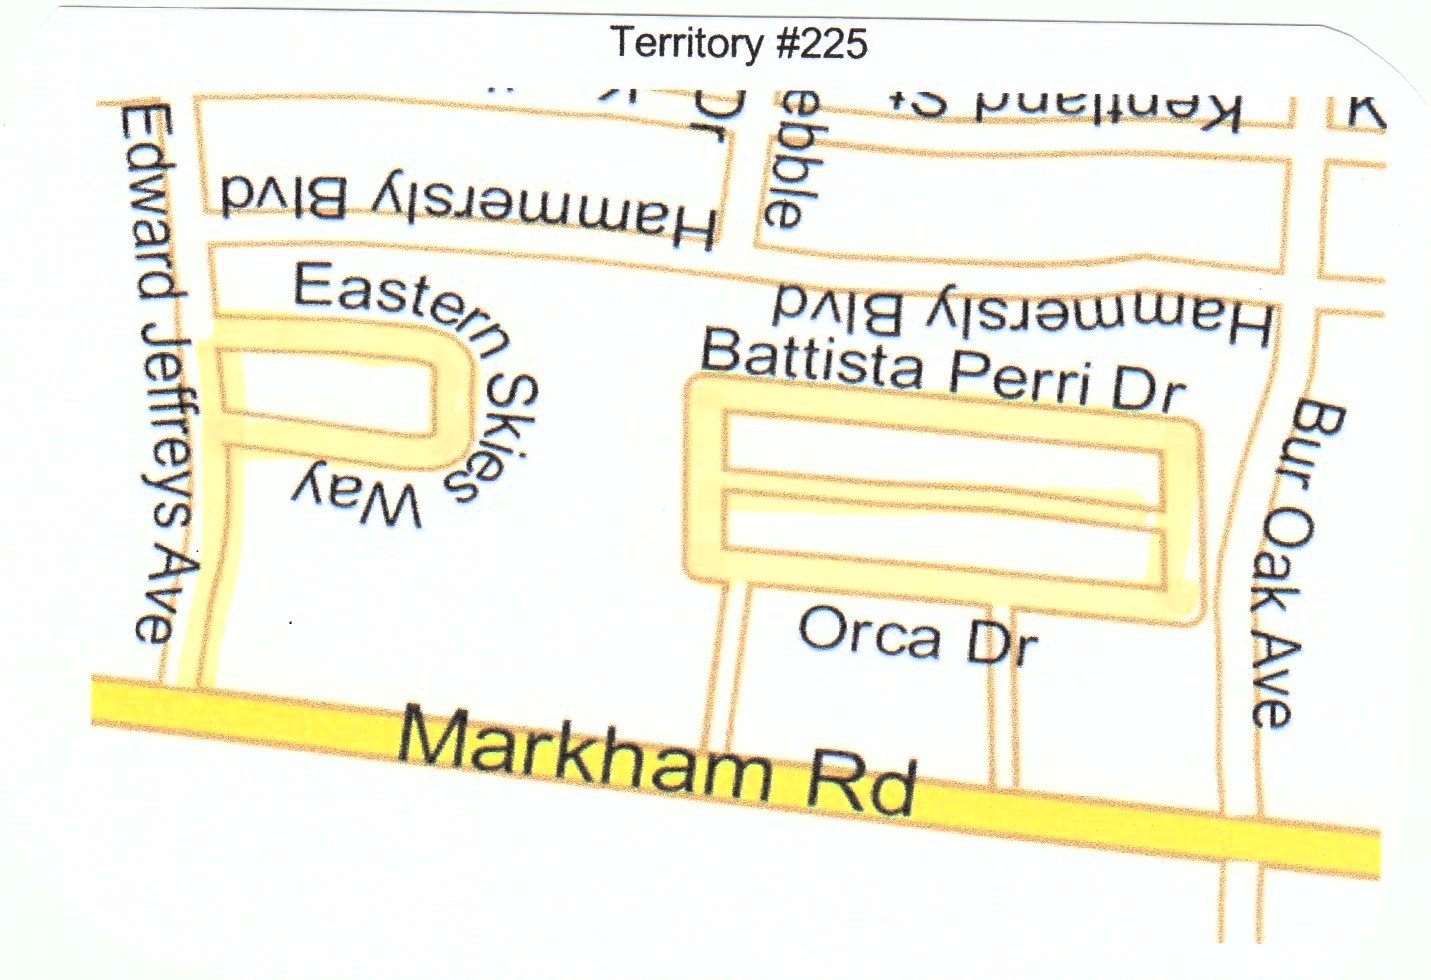 Territory #225
Dr
ebble
Kentland St
K
Edward Jeffreys Ave
Hammersly Blvd
Eastern Skies Way
Hammersly Blvd
Battista Perri Dr
Bur Oak Ave
Orca Dr
Markham Rd